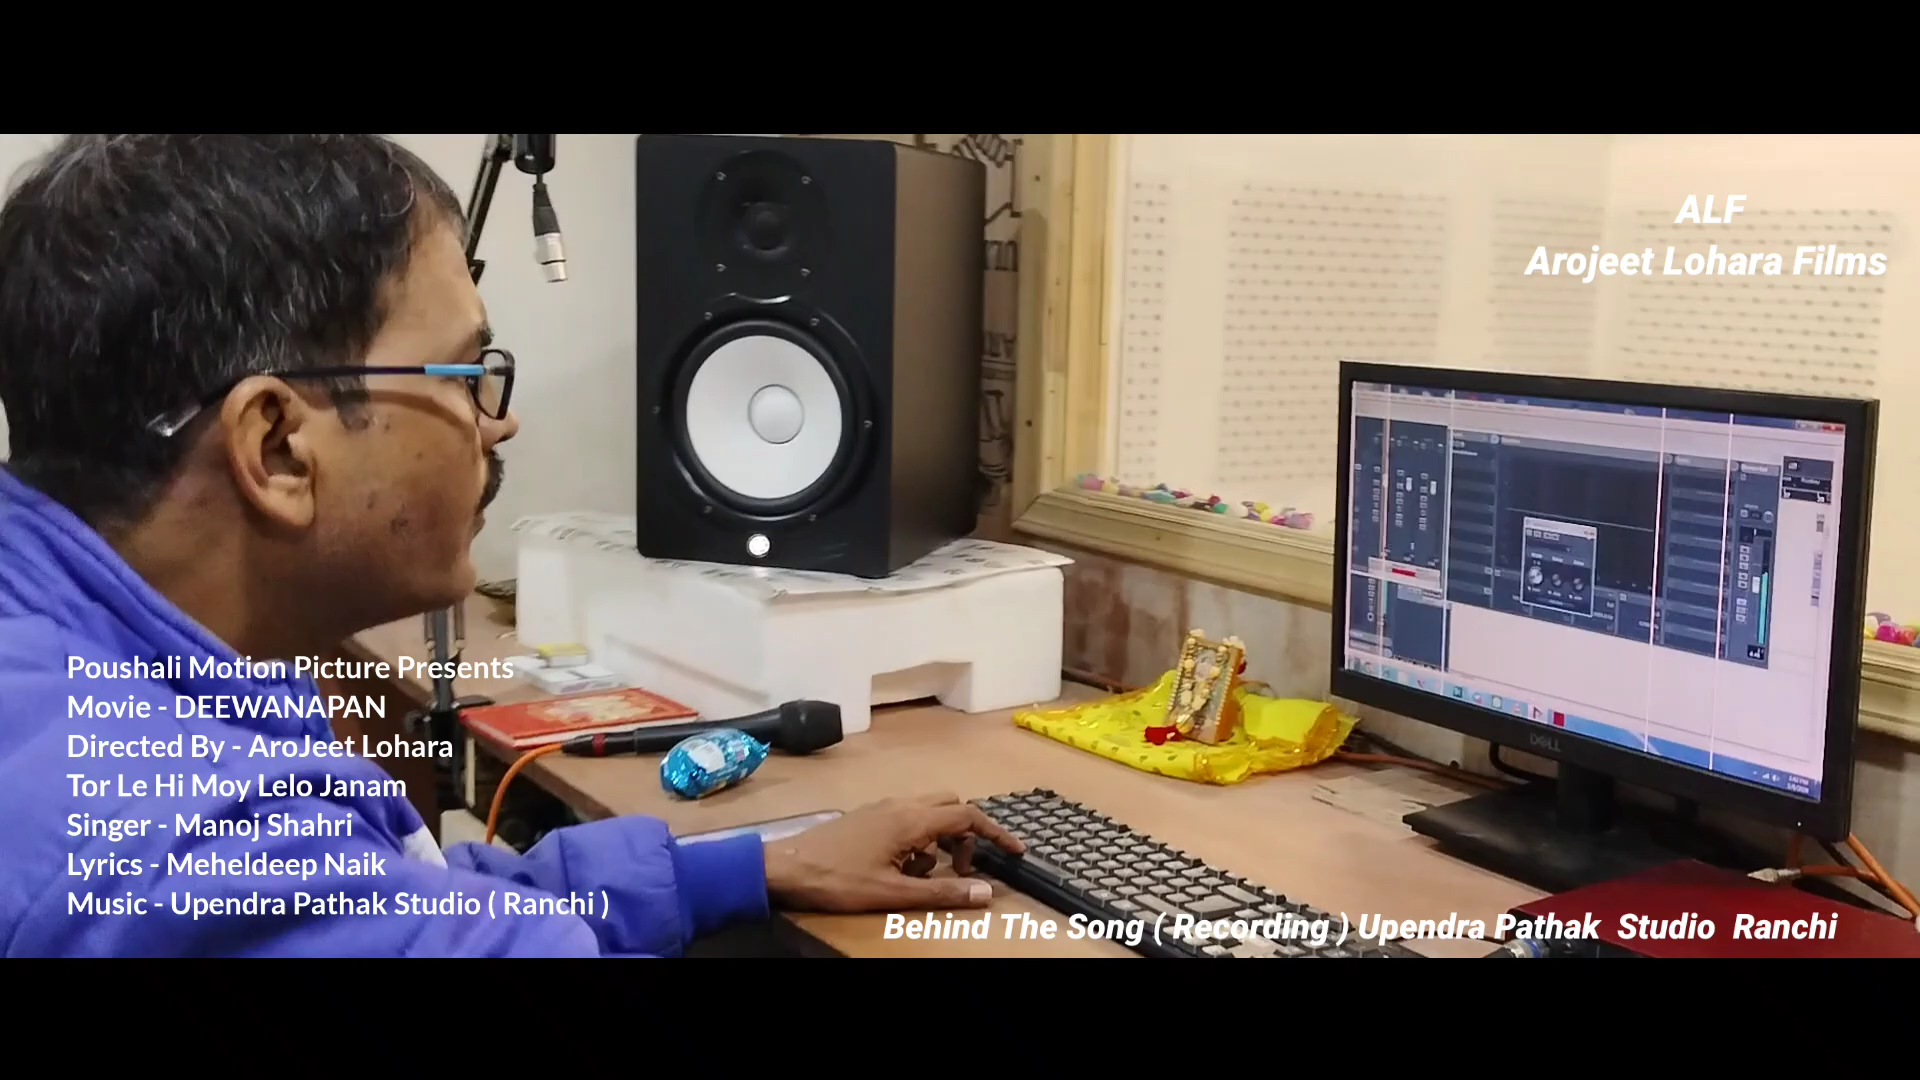 ALF
Arojeet Lohara Films
Poushali Motion Picture Presents
Movie - DEEWANAPAN
Directed By - AroJeet Lohara
Tor Le Hi Moy Lelo Janam
Singer - Manoj Shahri
Lyrics - Meheldeep Naik
Music - Upendra Pathak Studio ( Ranchi )
Behind The Song ( Recording ) Upendra Pathak Studio Ranchi
DELL